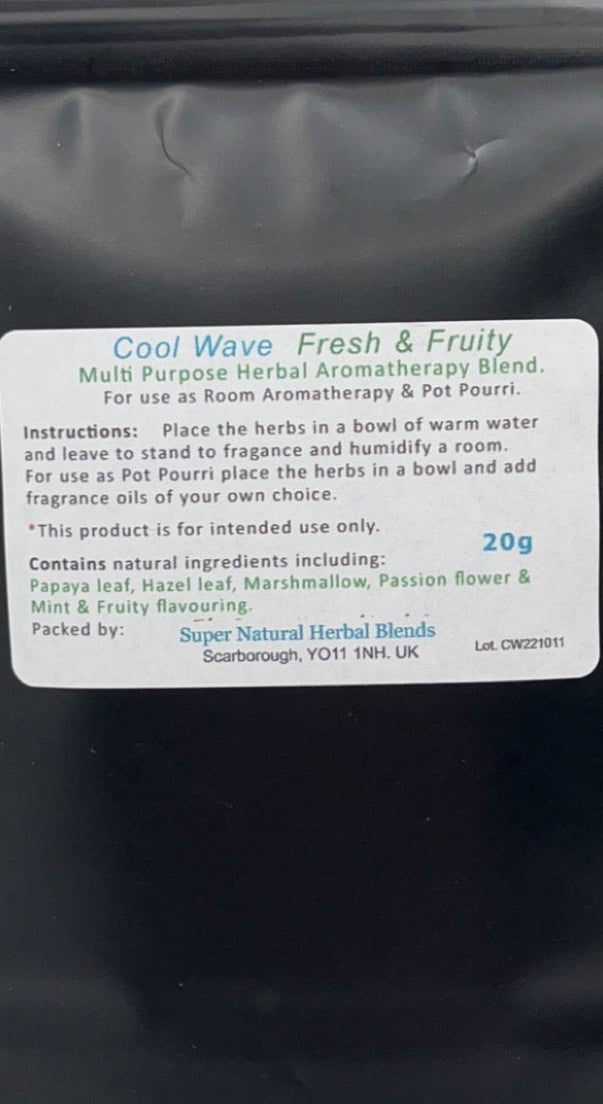 Cool Wave Fresh & Fruity
Multi Purpose Herbal Aromatherapy Blend.
For use as Room Aromatherapy & Pot Pourri.
Instructions: Place the herbs in a bowl of warm water
and leave to stand to fragance and humidify a room.
For use as Pot Pourri place the herbs in a bowl and add
fragrance oils of your own choice.
*This product is for intended use only.
20g
Contains natural ingredients including:
Papaya leaf, Hazel leaf, Marshmallow, Passion flower &
Mint & Fruity flavouring.
Packed by: Super Natural Herbal Blends
Scarborough, YO11 1NH. UK
Lot. CW221011